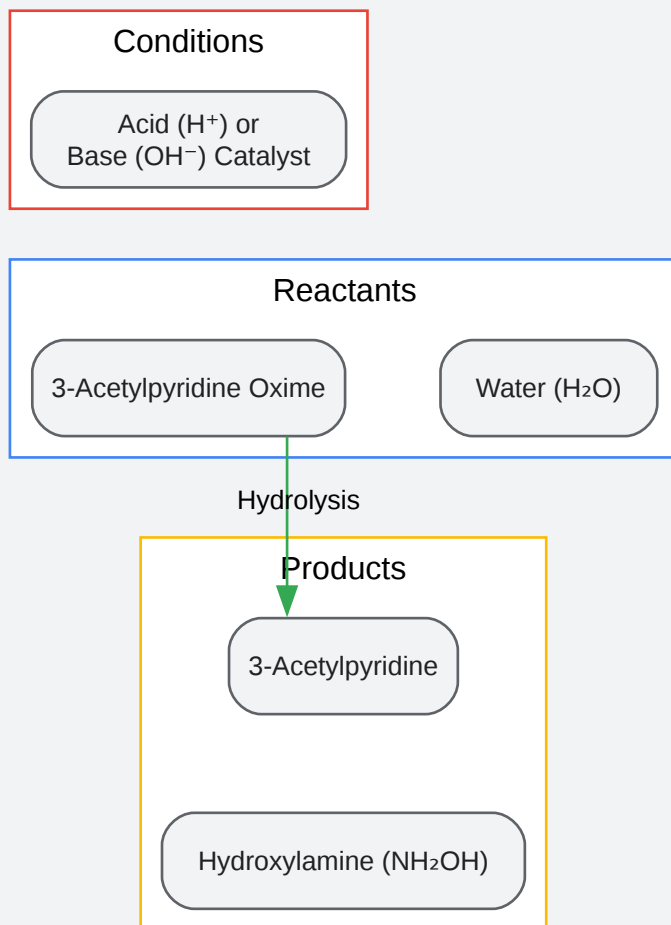 Conditions
Acid (H⁺) or
Base (OH⁻) Catalyst
Reactants
3-Acetylpyridine Oxime
Water (H₂O)
Hydrolysis
Products
3-Acetylpyridine
Hydroxylamine (NH₂OH)